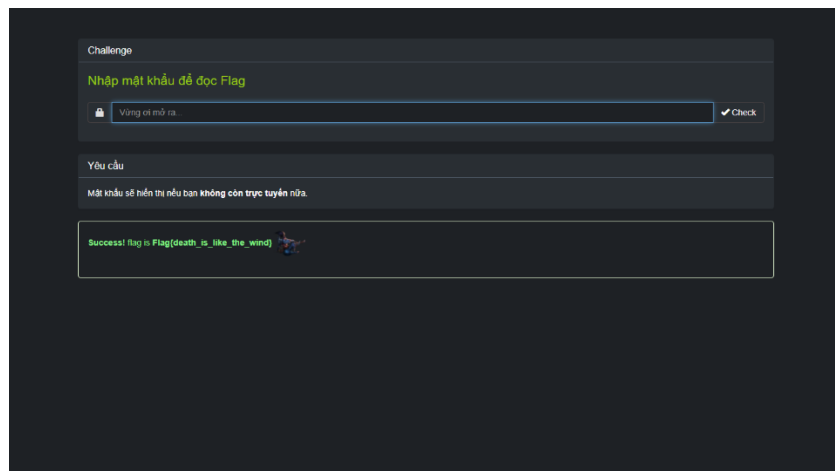 Challenge
Nhập mật khẩu để đọc Flag
Vừng ơi mở ra..
Check
Yêu cầu
Mật khẩu sẽ hiển thị nếu bạn không còn trực tuyến nữa.
Success! flag is Flag{death_is_like_the_wind}